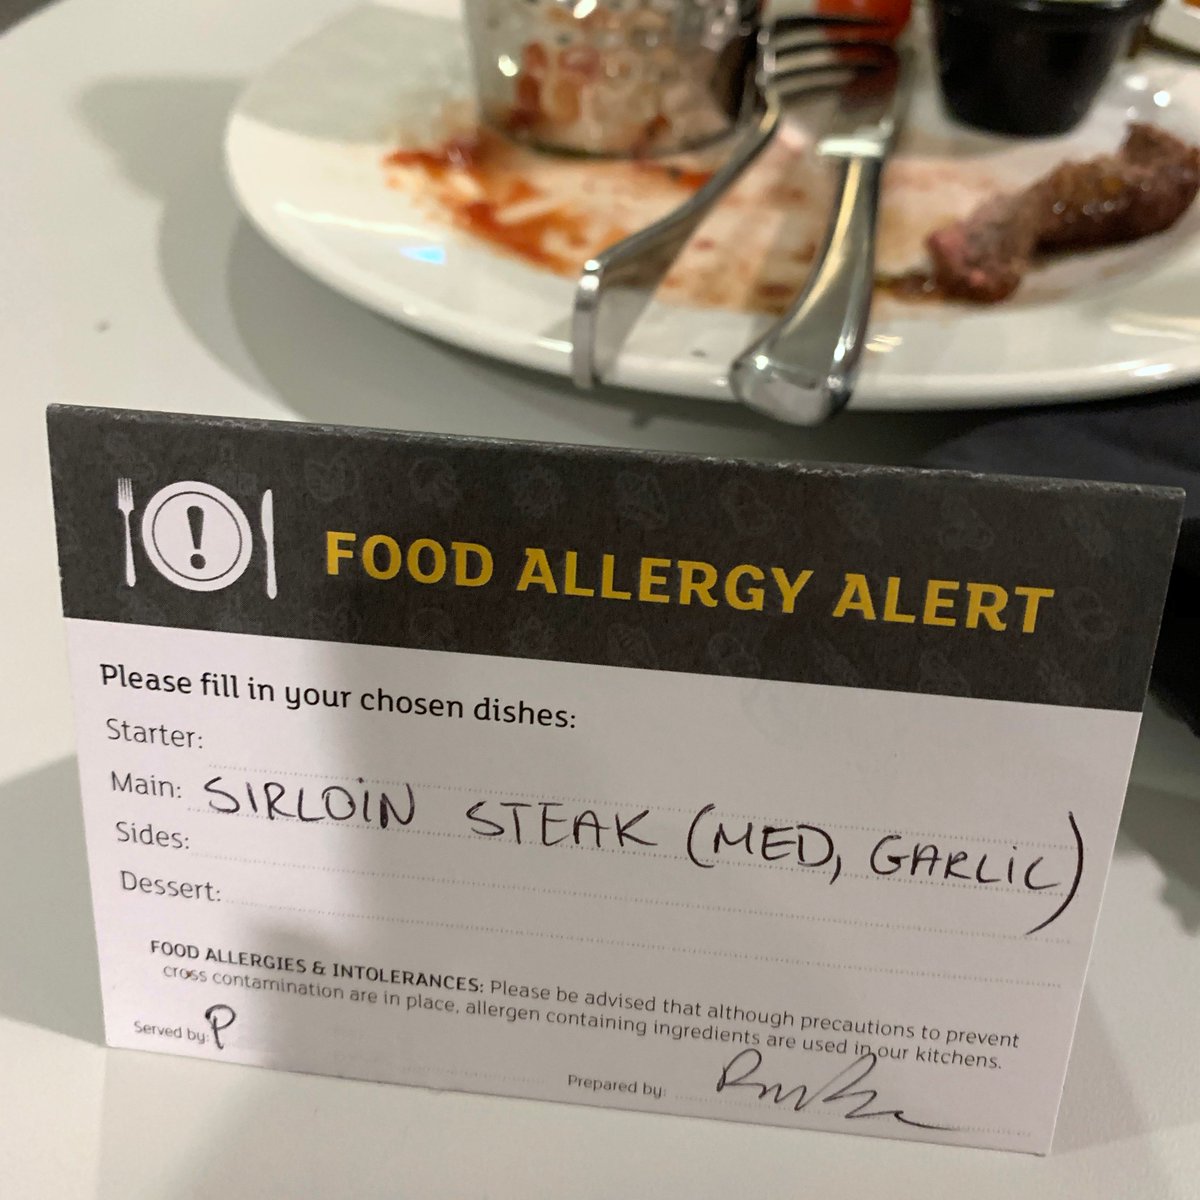 FOOD ALLERGY ALERT
Please fill in your chosen dishes:
Starter:
Main: SIRLOIN STEAK (MED, GARLIC)
Sides:
Dessert:
FOOD ALLERGIES & INTOLERANCES: Please be advised that although precautions to prevent
cross contamination are in place, allergen containing ingredients are used in our kitchens.
Served by: P
Prepared by: